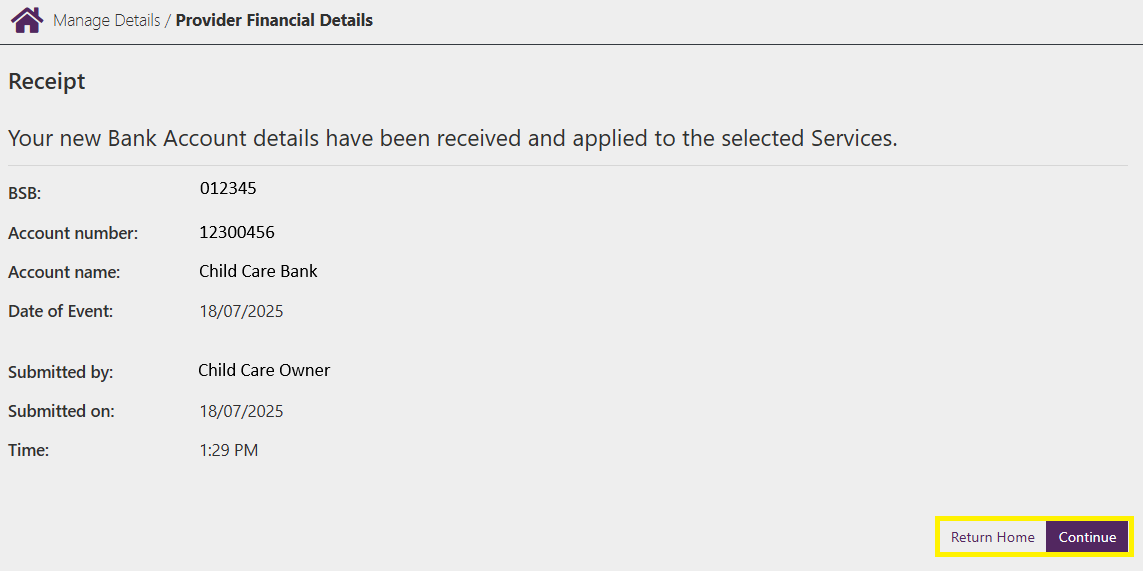 Manage Details / Provider Financial Details
Receipt
Your new Bank Account details have been received and applied to the selected Services.
BSB: 012345
Account number: 12300456
Account name: Child Care Bank
Date of Event: 18/07/2025
Submitted by: Child Care Owner
Submitted on: 18/07/2025
Time: 1:29 PM
Return Home Continue